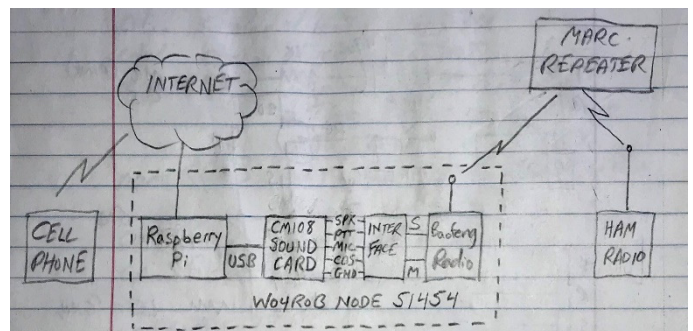 MARC
REPEATER
INTERNET
CELL
PHONE
Raspberry
Pi
USB
CM108
SOUND
CARD
SPK
PTT
MIC
COS
GND
INTER
FACE
S
M
Baofeng
Radio
HAM
RADIO
WO4ROB NODE 51454